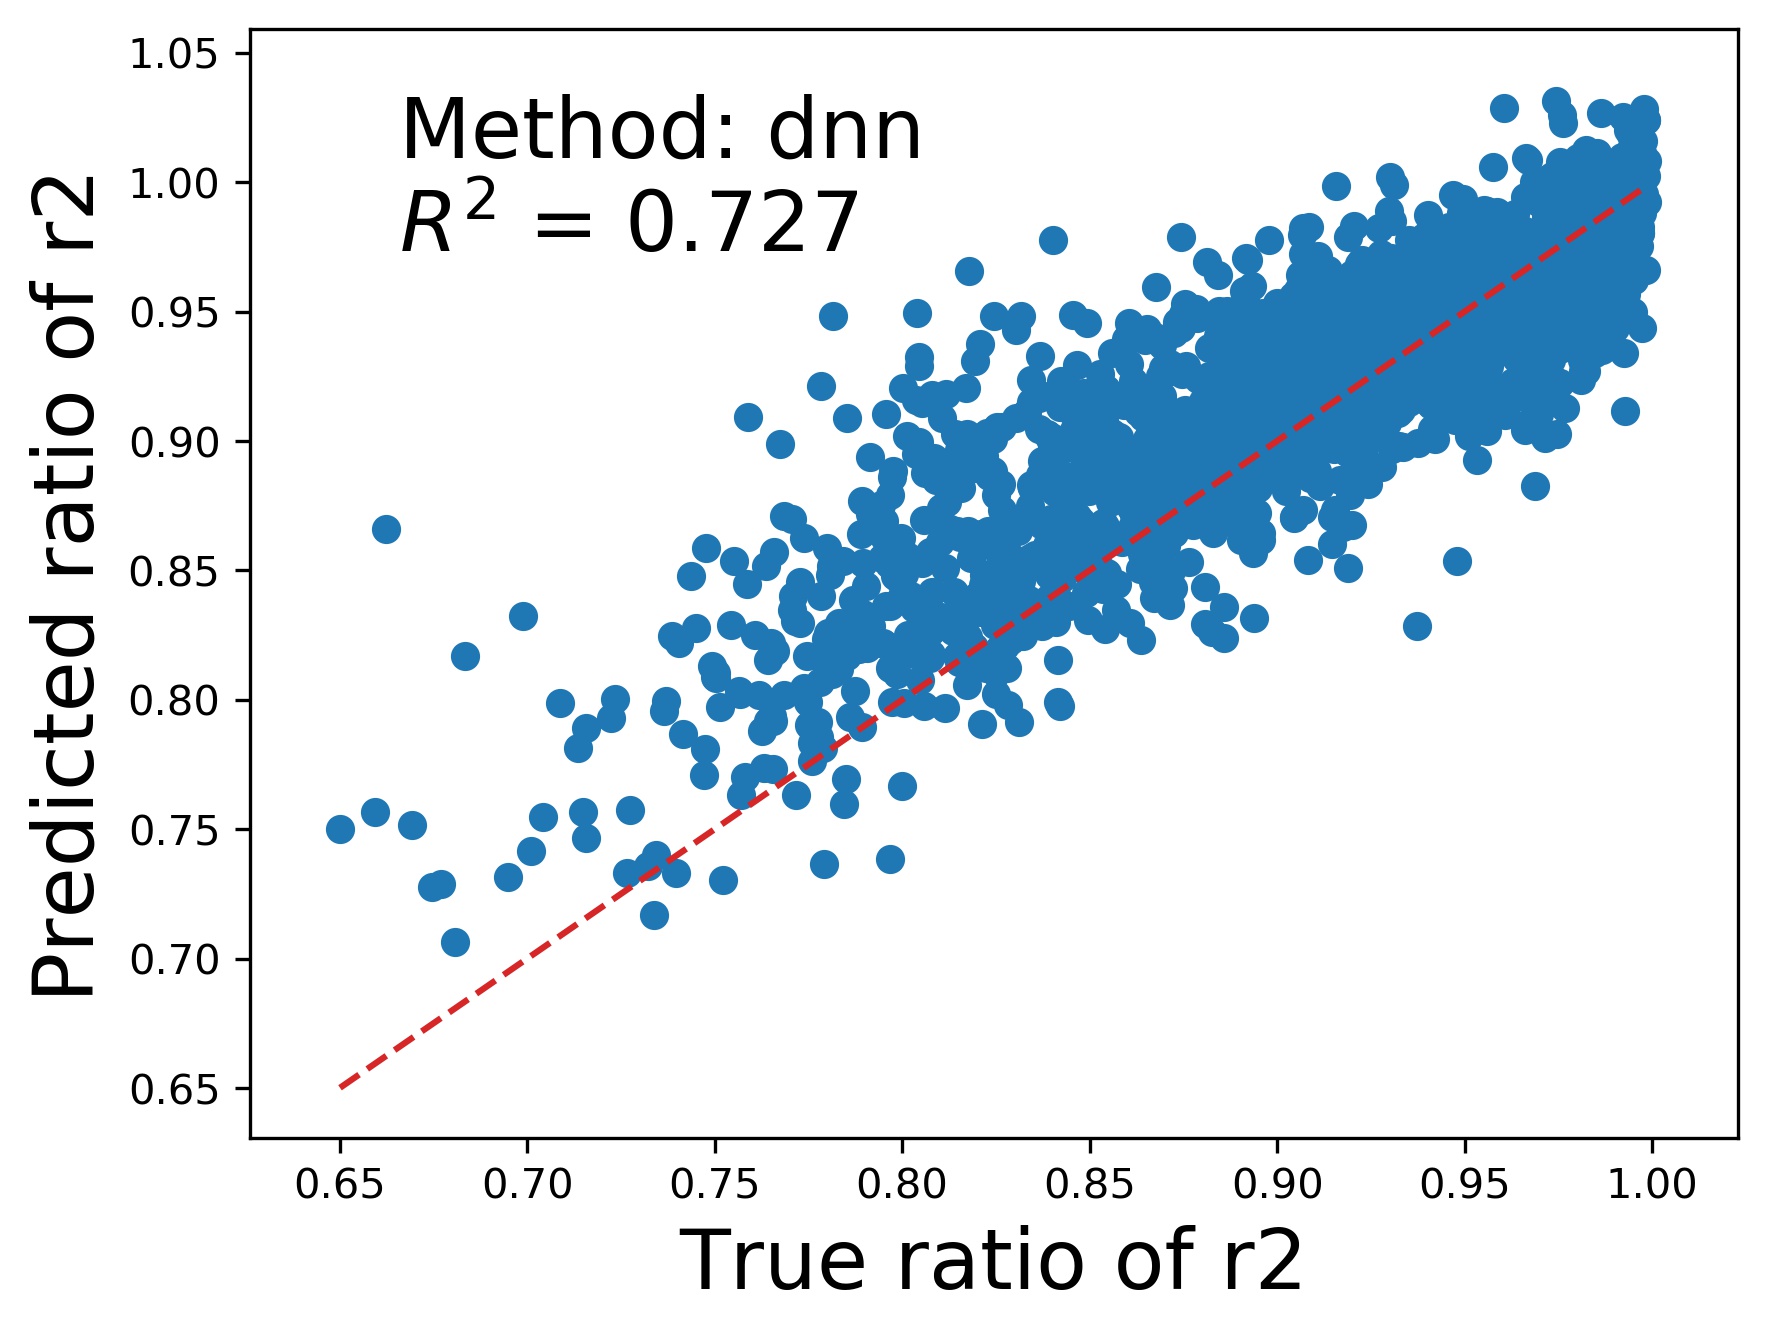 Method: dnn
R² = 0.727
Predicted ratio of r2
1.05
1.00
0.95
0.90
0.85
0.80
0.75
0.70
0.65
0.65 0.70 0.75 0.80 0.85 0.90 0.95 1.00
True ratio of r2